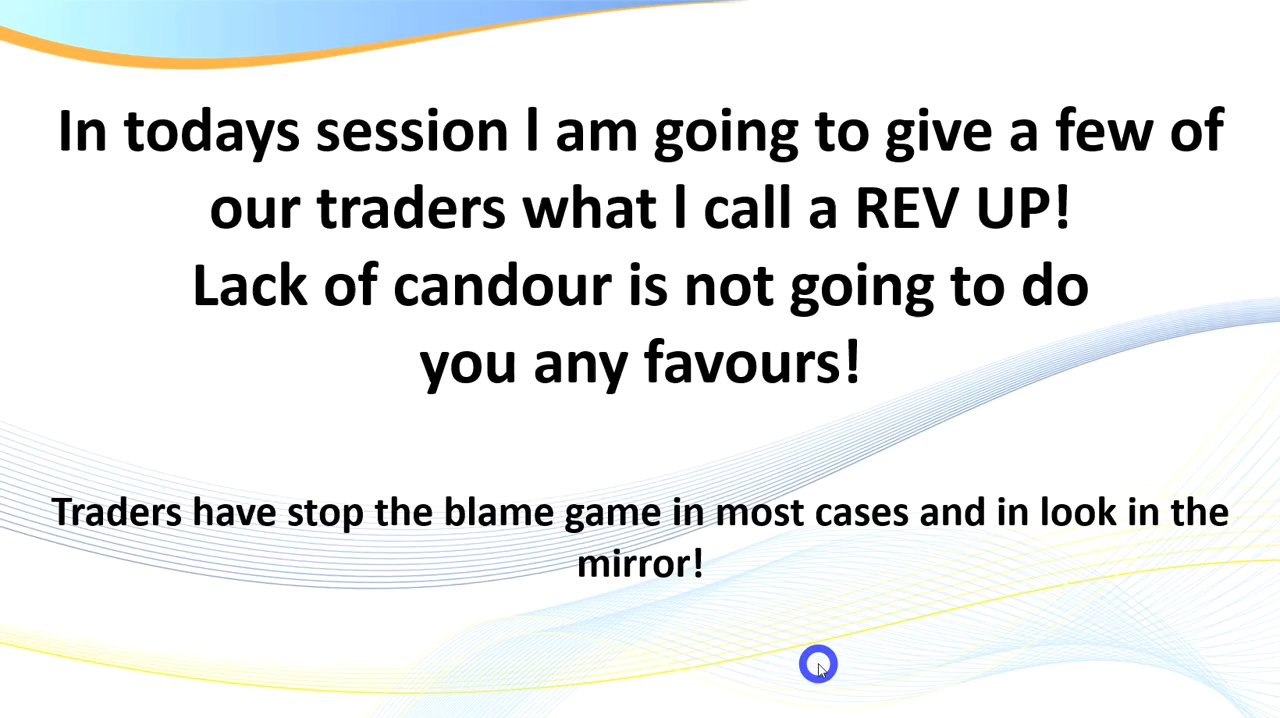 In todays session l am going to give a few of
our traders what l call a REV UP!
Lack of candour is not going to do
you any favours!
Traders have stop the blame game in most cases and in look in the
mirror!